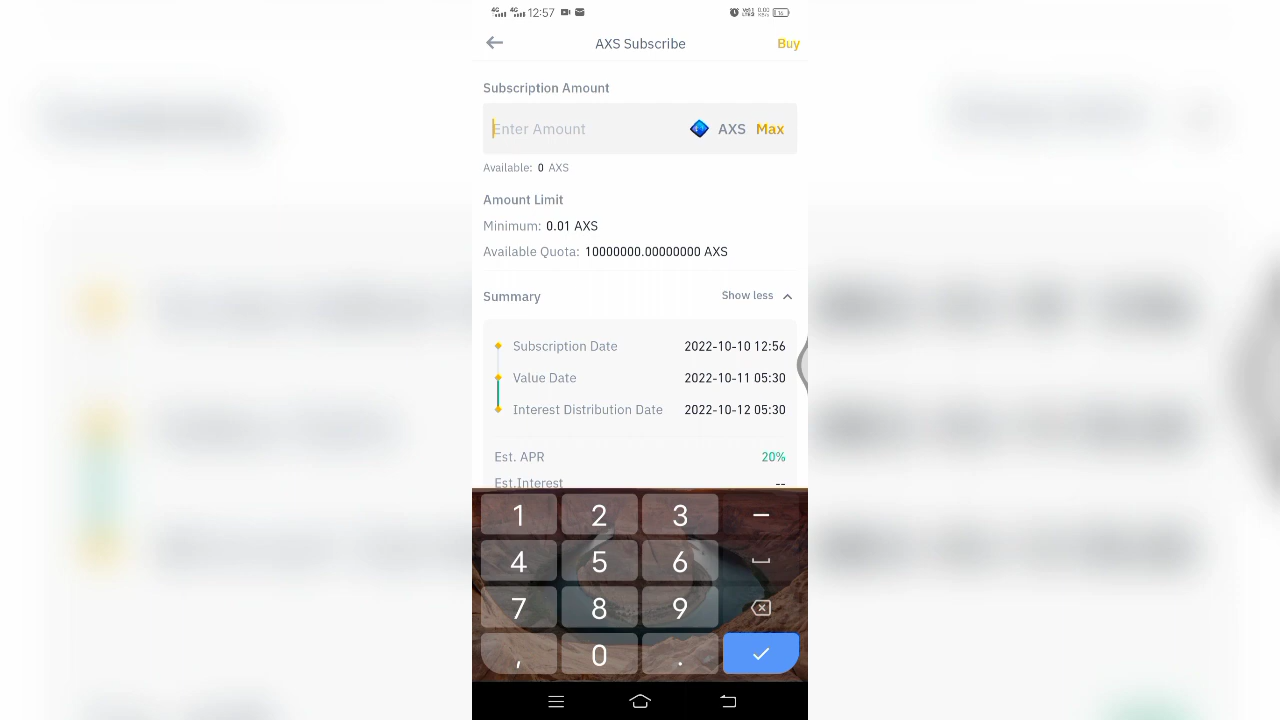 4G 4G 12:57 16
AXS Subscribe Buy
Subscription Amount
Enter Amount AXS Max
Available: 0 AXS
Amount Limit
Minimum: 0.01 AXS
Available Quota: 10000000.00000000 AXS
Summary Show less
Subscription Date 2022-10-10 12:56
Value Date 2022-10-11 05:30
Interest Distribution Date 2022-10-12 05:30
Est. APR 20%
Est.Interest --
1 2 3 –
4 5 6
7 8 9
, 0 .